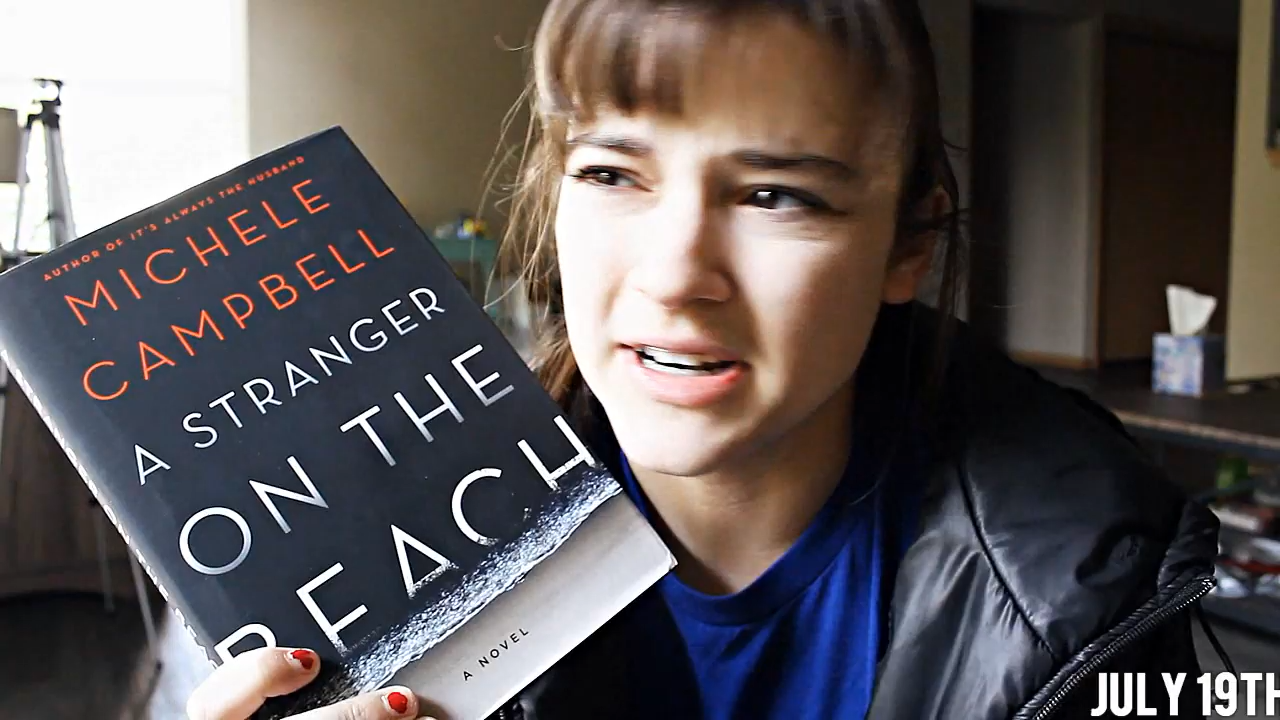 AUTHOR OF IT'S ALWAYS THE HUSBAND
MICHELE
CAMPBELL
A STRANGER
ON THE
BEACH
A NOVEL
JULY 19TH